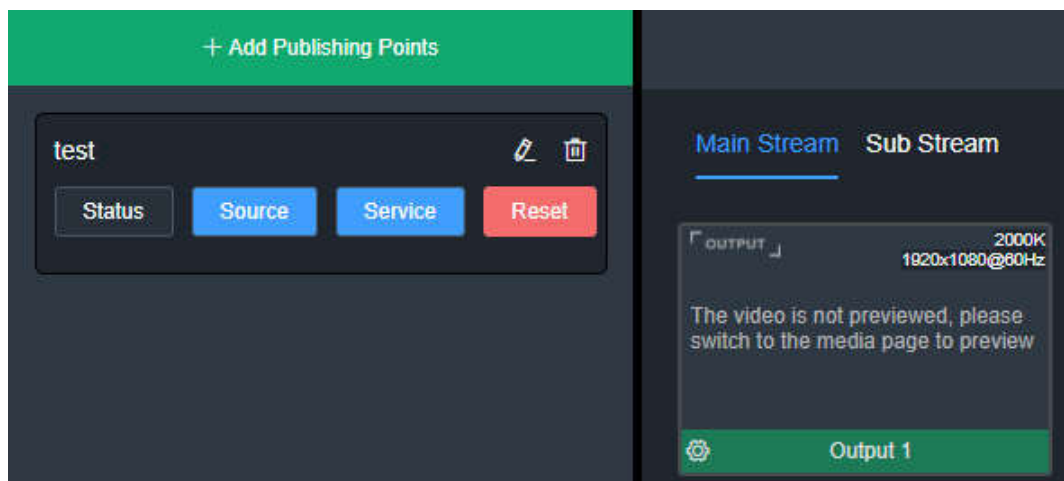 + Add Publishing Points
test
Status Source Service Reset
Main Stream Sub Stream
OUTPUT
2000K
1920x1080@60Hz
The video is not previewed, please
switch to the media page to preview
Output 1